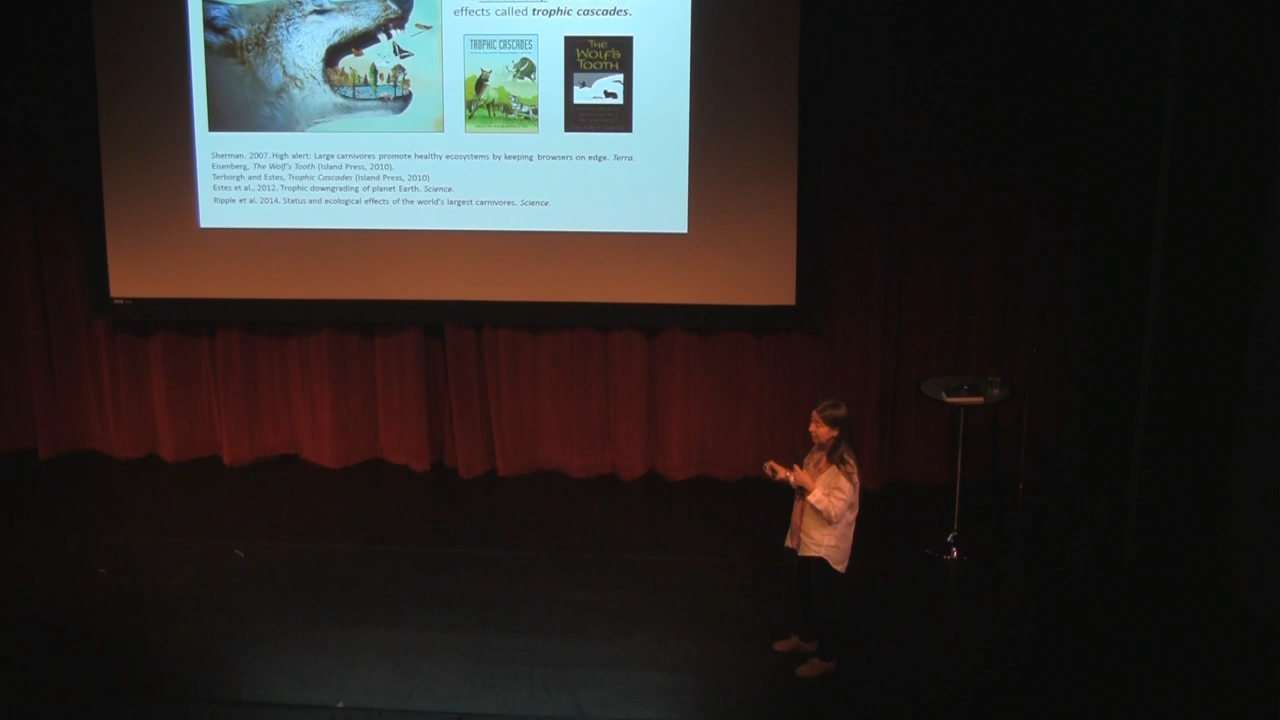 effects called trophic cascades.
TROPHIC CASCADES
THE
WOLF'S
TOOTH
Sherman. 2007. High alert: Large carnivores promote healthy ecosystems by keeping browsers on edge. Terra.
Eisenberg, The Wolf's Tooth (Island Press, 2010).
Terborgh and Estes, Trophic Cascades (Island Press, 2010)
Estes et al., 2012. Trophic downgrading of planet Earth. Science.
Ripple et al. 2014. Status and ecological effects of the world's largest carnivores. Science.